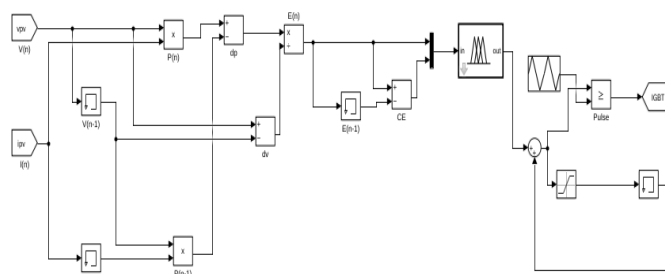 vpv
V(n)
x
P(n)
+
−
dp
E(n)
x
÷
in
out
V(n-1)
+
−
dv
E(n-1)
+
−
CE
≥
Pulse
IGBT
ipv
I(n)
+
+
x
P(n-1)